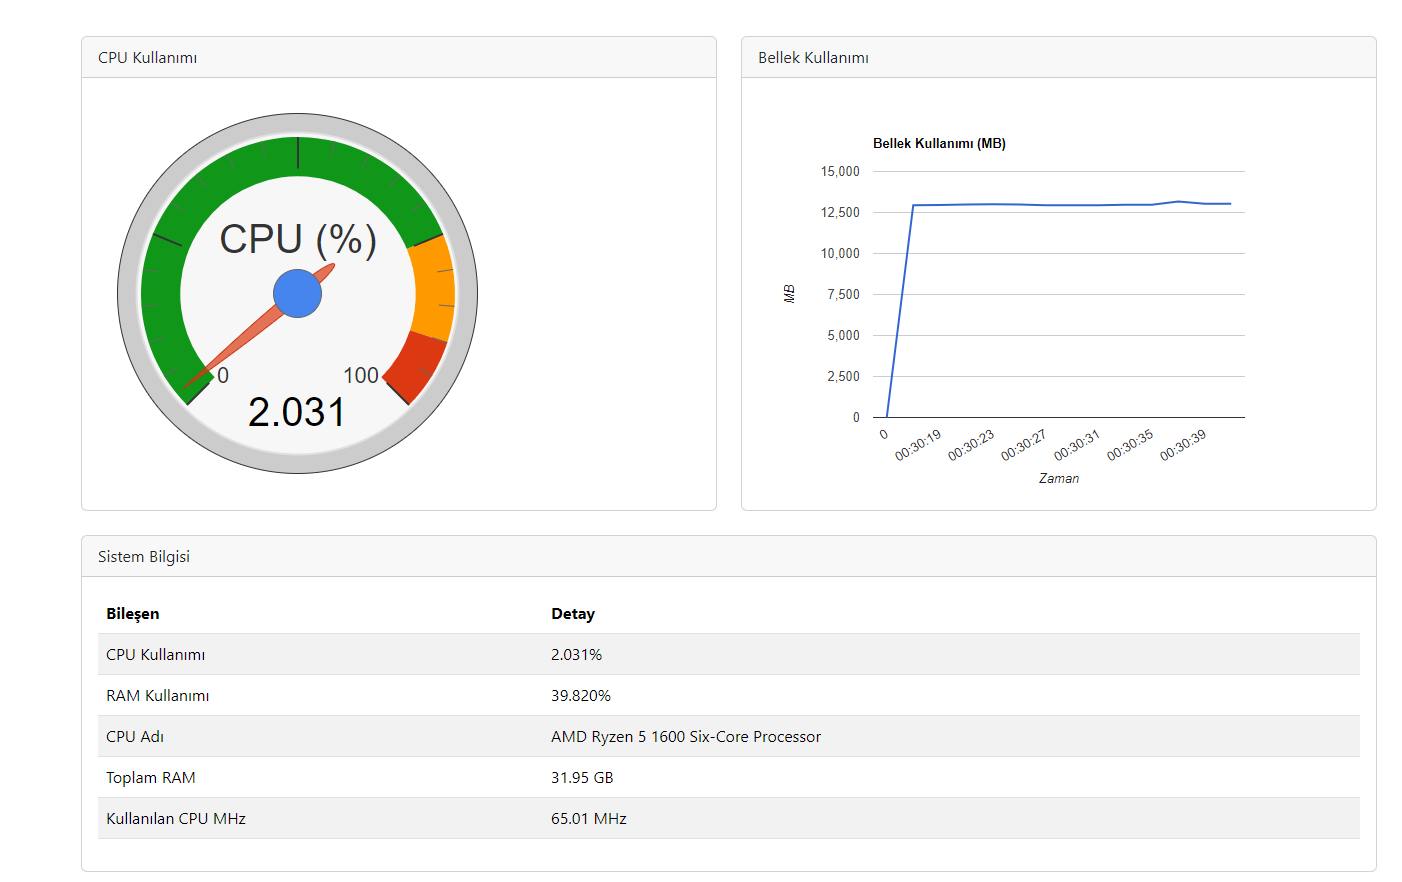 CPU Kullanımı
CPU (%)
0
100
2.031
Bellek Kullanımı
Bellek Kullanımı (MB)
15,000
12,500
10,000
7,500
5,000
2,500
0
MB
0
00:30:19
00:30:23
00:30:27
00:30:31
00:30:35
00:30:39
Zaman
Sistem Bilgisi
Bileşen Detay
CPU Kullanımı 2.031%
RAM Kullanımı 39.820%
CPU Adı AMD Ryzen 5 1600 Six-Core Processor
Toplam RAM 31.95 GB
Kullanılan CPU MHz 65.01 MHz